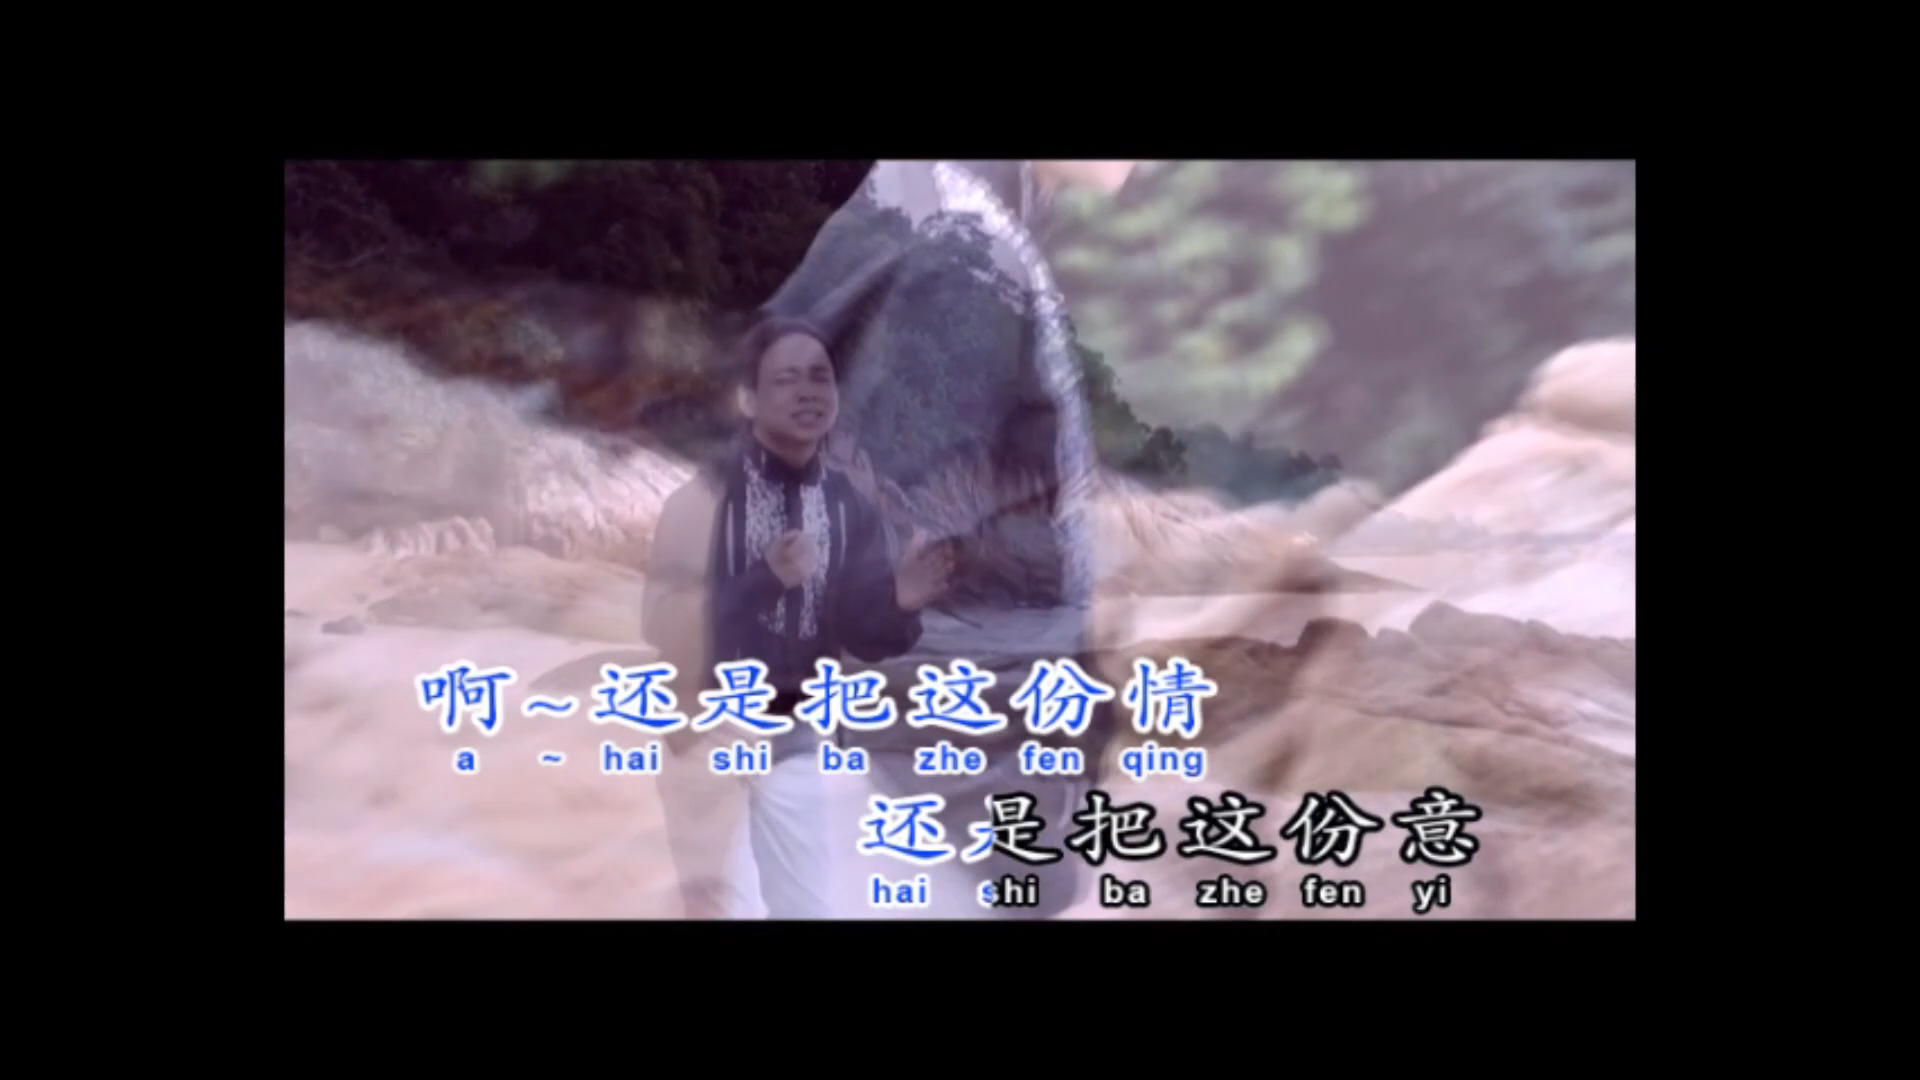 啊~还是把这份情
a ~ hai shi ba zhe fen qing
还是把这份意
hai shi ba zhe fen yi